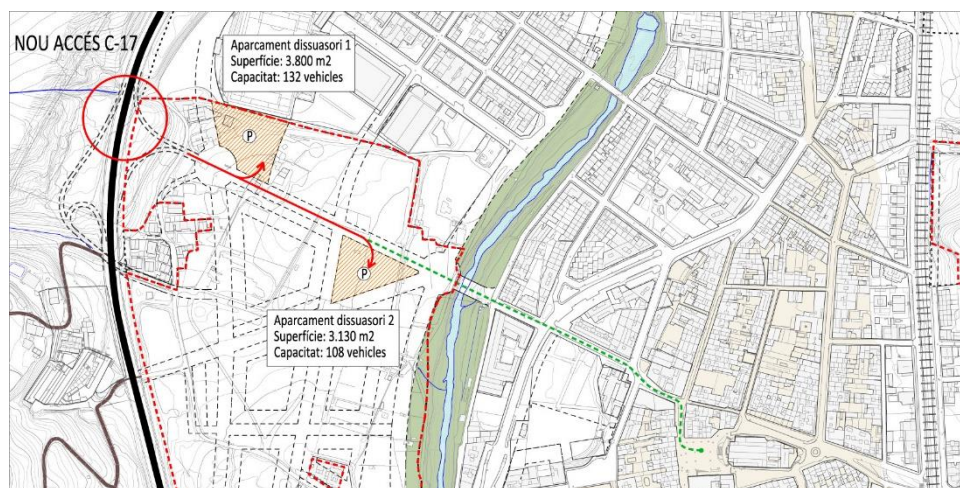 NOU ACCÉS C-17
Aparcament dissuasori 1
Superfície: 3.800 m2
Capacitat: 132 vehicles
P
P
Aparcament dissuasori 2
Superfície: 3.130 m2
Capacitat: 108 vehicles